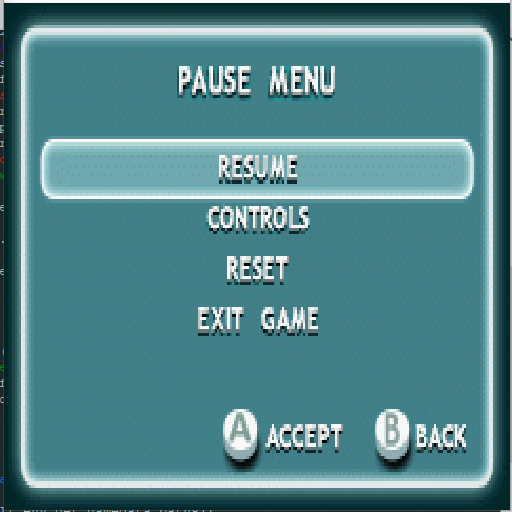 PAUSE MENU
RESUME
CONTROLS
RESET
EXIT GAME
A ACCEPT B BACK